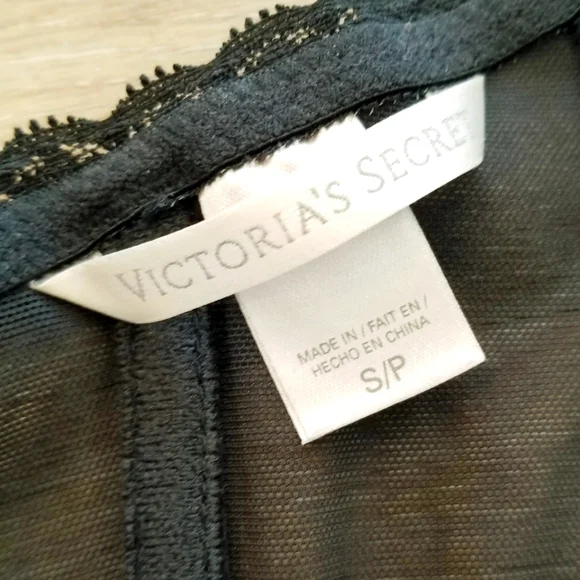 VICTORIA'S SECRET
MADE IN / FAIT EN /
HECHO EN CHINA
S/P